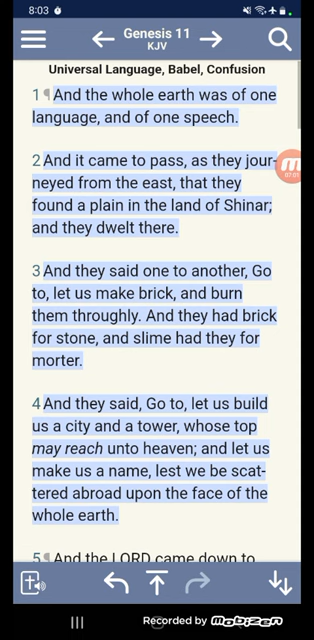 8:03
Genesis 11
KJV
Universal Language, Babel, Confusion
1 ¶ And the whole earth was of one
language, and of one speech.
2 And it came to pass, as they jour-
neyed from the east, that they
found a plain in the land of Shinar;
and they dwelt there.
3 And they said one to another, Go
to, let us make brick, and burn
them throughly. And they had brick
for stone, and slime had they for
morter.
4 And they said, Go to, let us build
us a city and a tower, whose top
may reach unto heaven; and let us
make us a name, lest we be scat-
tered abroad upon the face of the
whole earth.
5 ¶ And the LORD came down to
Recorded by mobizen